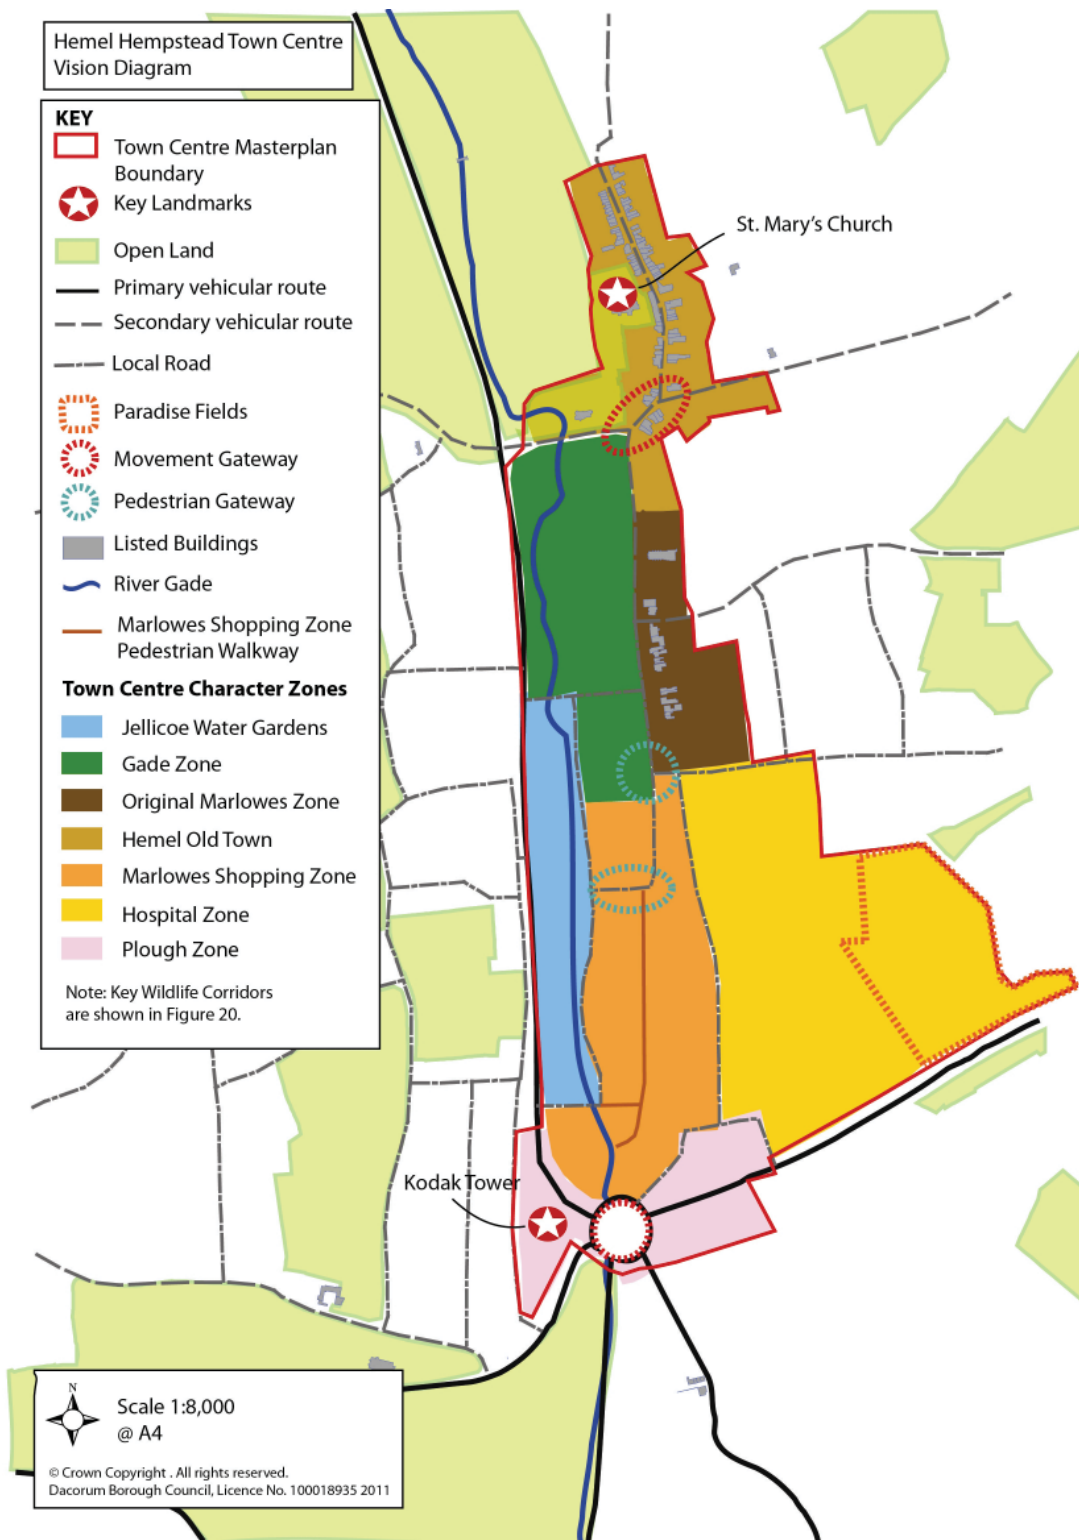 Hemel Hempstead Town Centre
Vision Diagram
KEY
Town Centre Masterplan
Boundary
Key Landmarks
Open Land
Primary vehicular route
Secondary vehicular route
Local Road
Paradise Fields
Movement Gateway
Pedestrian Gateway
Listed Buildings
River Gade
Marlowes Shopping Zone
Pedestrian Walkway
Town Centre Character Zones
Jellicoe Water Gardens
Gade Zone
Original Marlowes Zone
Hemel Old Town
Marlowes Shopping Zone
Hospital Zone
Plough Zone
Note: Key Wildlife Corridors
are shown in Figure 20.
St. Mary's Church
Kodak Tower
N
Scale 1:8,000
@ A4
© Crown Copyright . All rights reserved.
Dacorum Borough Council, Licence No. 100018935 2011